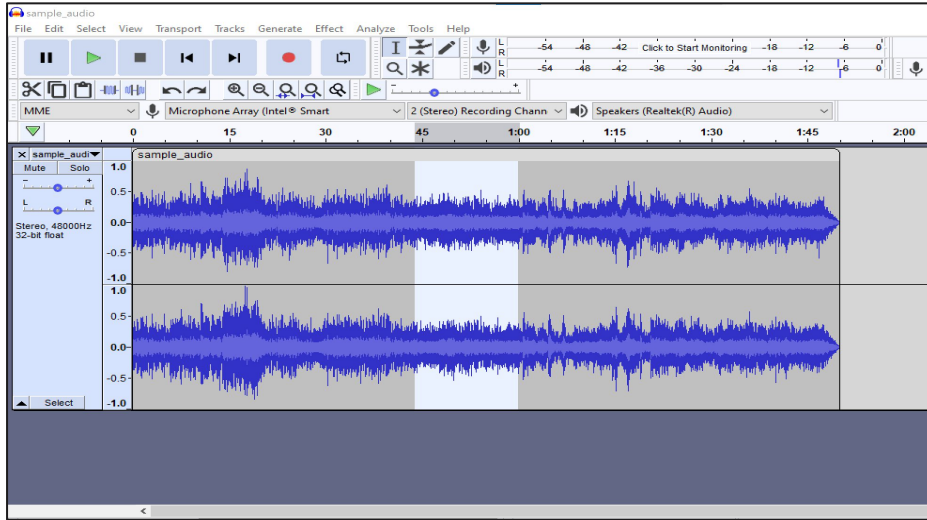 sample_audio
File Edit Select View Transport Tracks Generate Effect Analyze Tools Help
L
R
-54 -48 -42 Click to Start Monitoring -18 -12 -6 0
L
R
-54 -48 -42 -36 -30 -24 -18 -12 -6 0
- +
MME Microphone Array (Intel® Smart 2 (Stereo) Recording Chann Speakers (Realtek(R) Audio)
0 15 30 45 1:00 1:15 1:30 1:45 2:00
× sample_audi sample_audio
Mute Solo 1.0
- +
0.5
L R
0.0
Stereo, 48000Hz
32-bit float
-0.5
-1.0
1.0
0.5
0.0
-0.5
Select -1.0